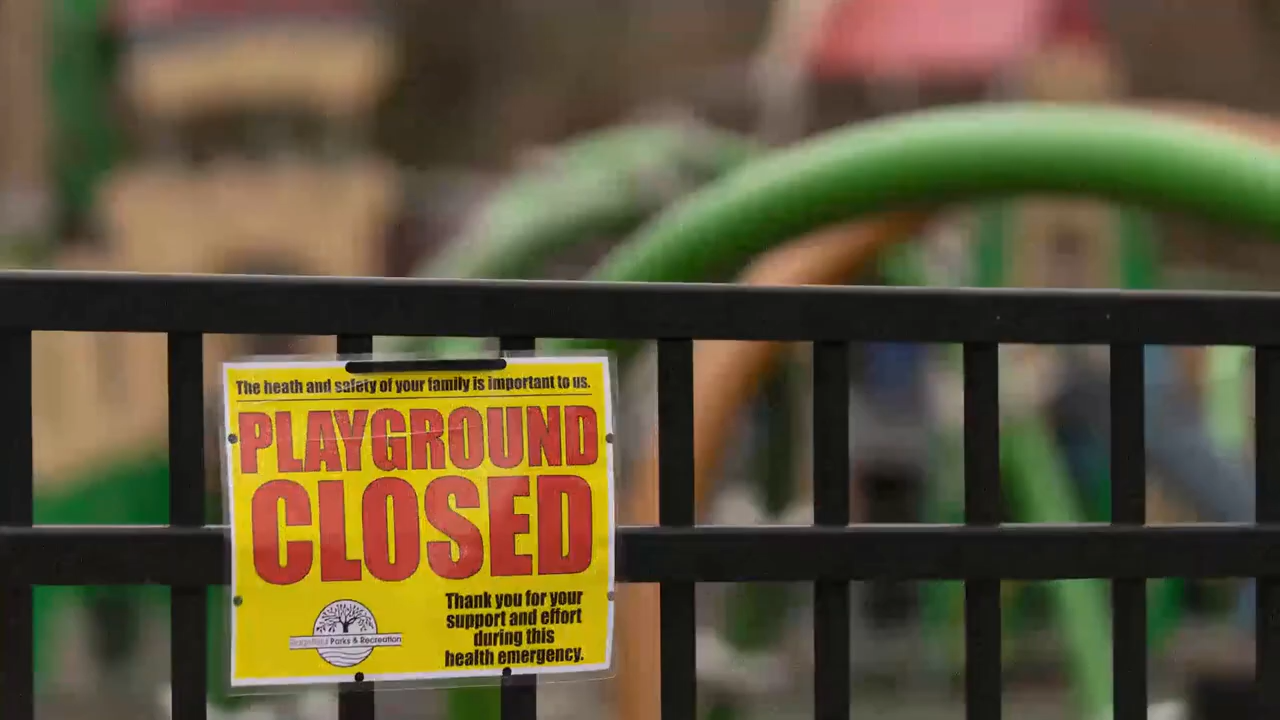 The heath and safety of your family is important to us.
PLAYGROUND
CLOSED
Thank you for your
support and effort
during this
health emergency.
Parks & Recreation